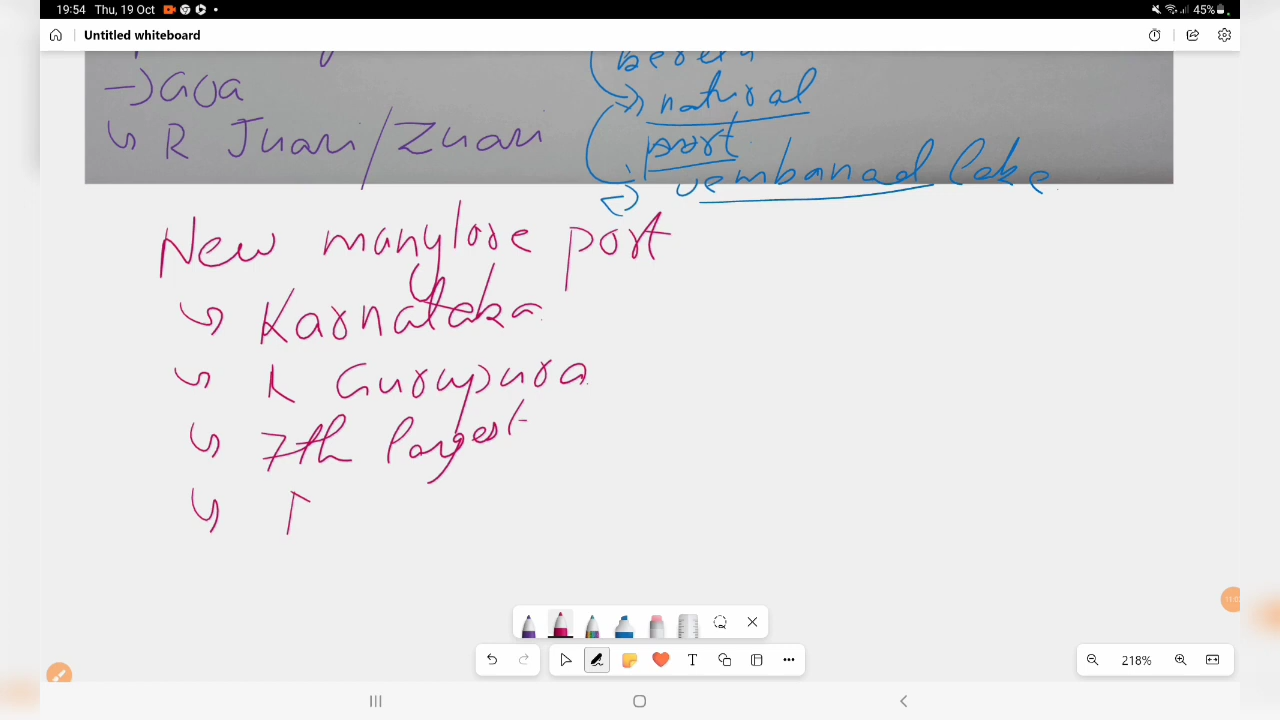 19:54 Thu, 19 Oct
45%
Untitled whiteboard
→ Goa
natural
R Juari/Zuari
port
vembanad lake
New manglore port
Karnataka
R Gurupura
7th largest
218%